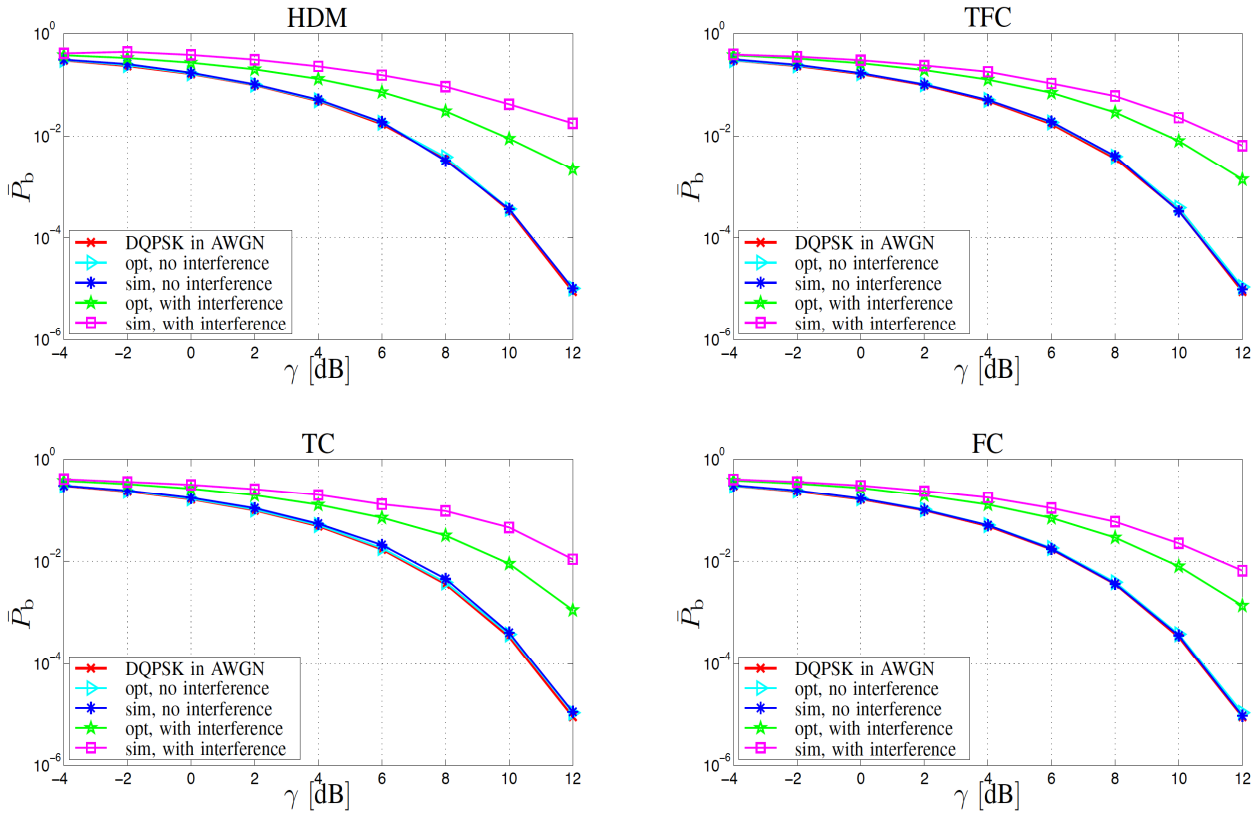 HDM
10^0
10^-2
10^-4
10^-6
P̄_b
DQPSK in AWGN
opt, no interference
sim, no interference
opt, with interference
sim, with interference
−4 −2 0 2 4 6 8 10 12
γ [dB]
TFC
10^0
10^-2
10^-4
10^-6
P̄_b
DQPSK in AWGN
opt, no interference
sim, no interference
opt, with interference
sim, with interference
−4 −2 0 2 4 6 8 10 12
γ [dB]
TC
10^0
10^-2
10^-4
10^-6
P̄_b
DQPSK in AWGN
opt, no interference
sim, no interference
opt, with interference
sim, with interference
−4 −2 0 2 4 6 8 10 12
γ [dB]
FC
10^0
10^-2
10^-4
10^-6
P̄_b
DQPSK in AWGN
opt, no interference
sim, no interference
opt, with interference
sim, with interference
−4 −2 0 2 4 6 8 10 12
γ [dB]